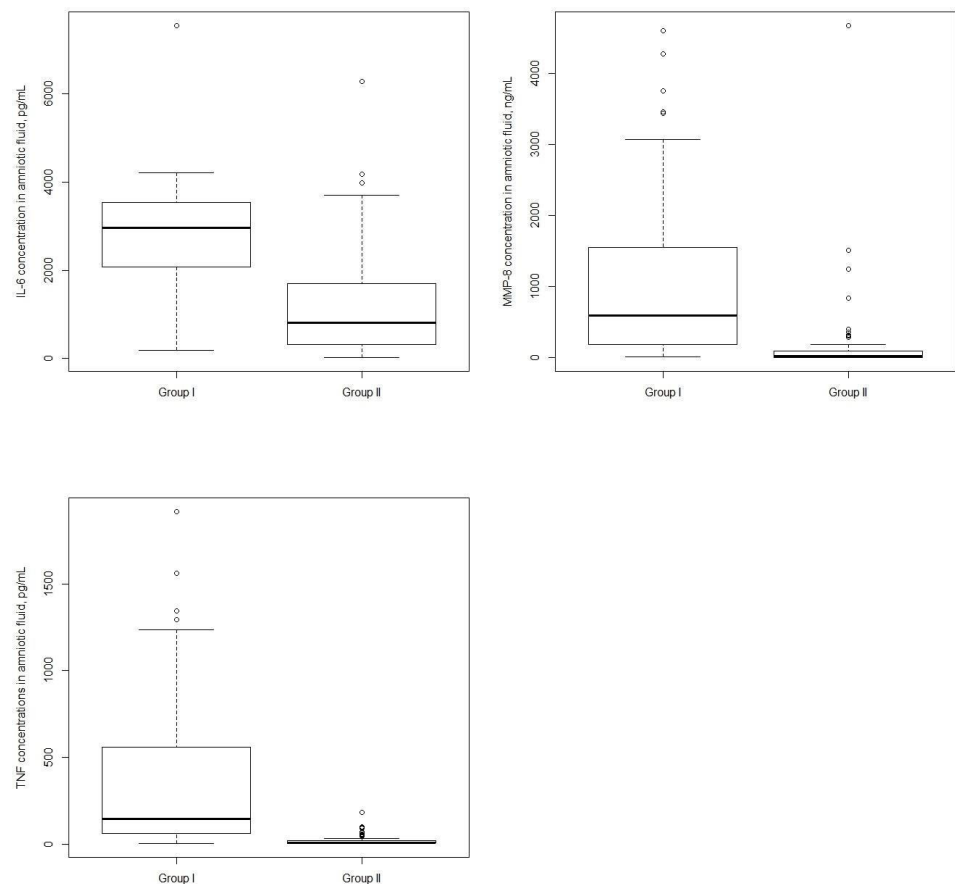 IL-6 concentration in amniotic fluid, pg/mL
6000
4000
2000
0
Group I
Group II
MMP-8 concentration in amniotic fluid, ng/mL
4000
3000
2000
1000
0
Group I
Group II
TNF concentrations in amniotic fluid, pg/mL
1500
1000
500
0
Group I
Group II